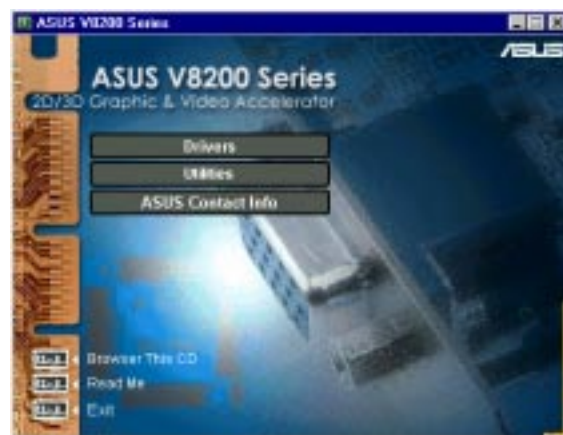 ASUS V8200 Series
ASUS
ASUS V8200 Series
2D/3D Graphic & Video Accelerator
Drivers
Utilities
ASUS Contact Info
Browser This CD
Read Me
Exit